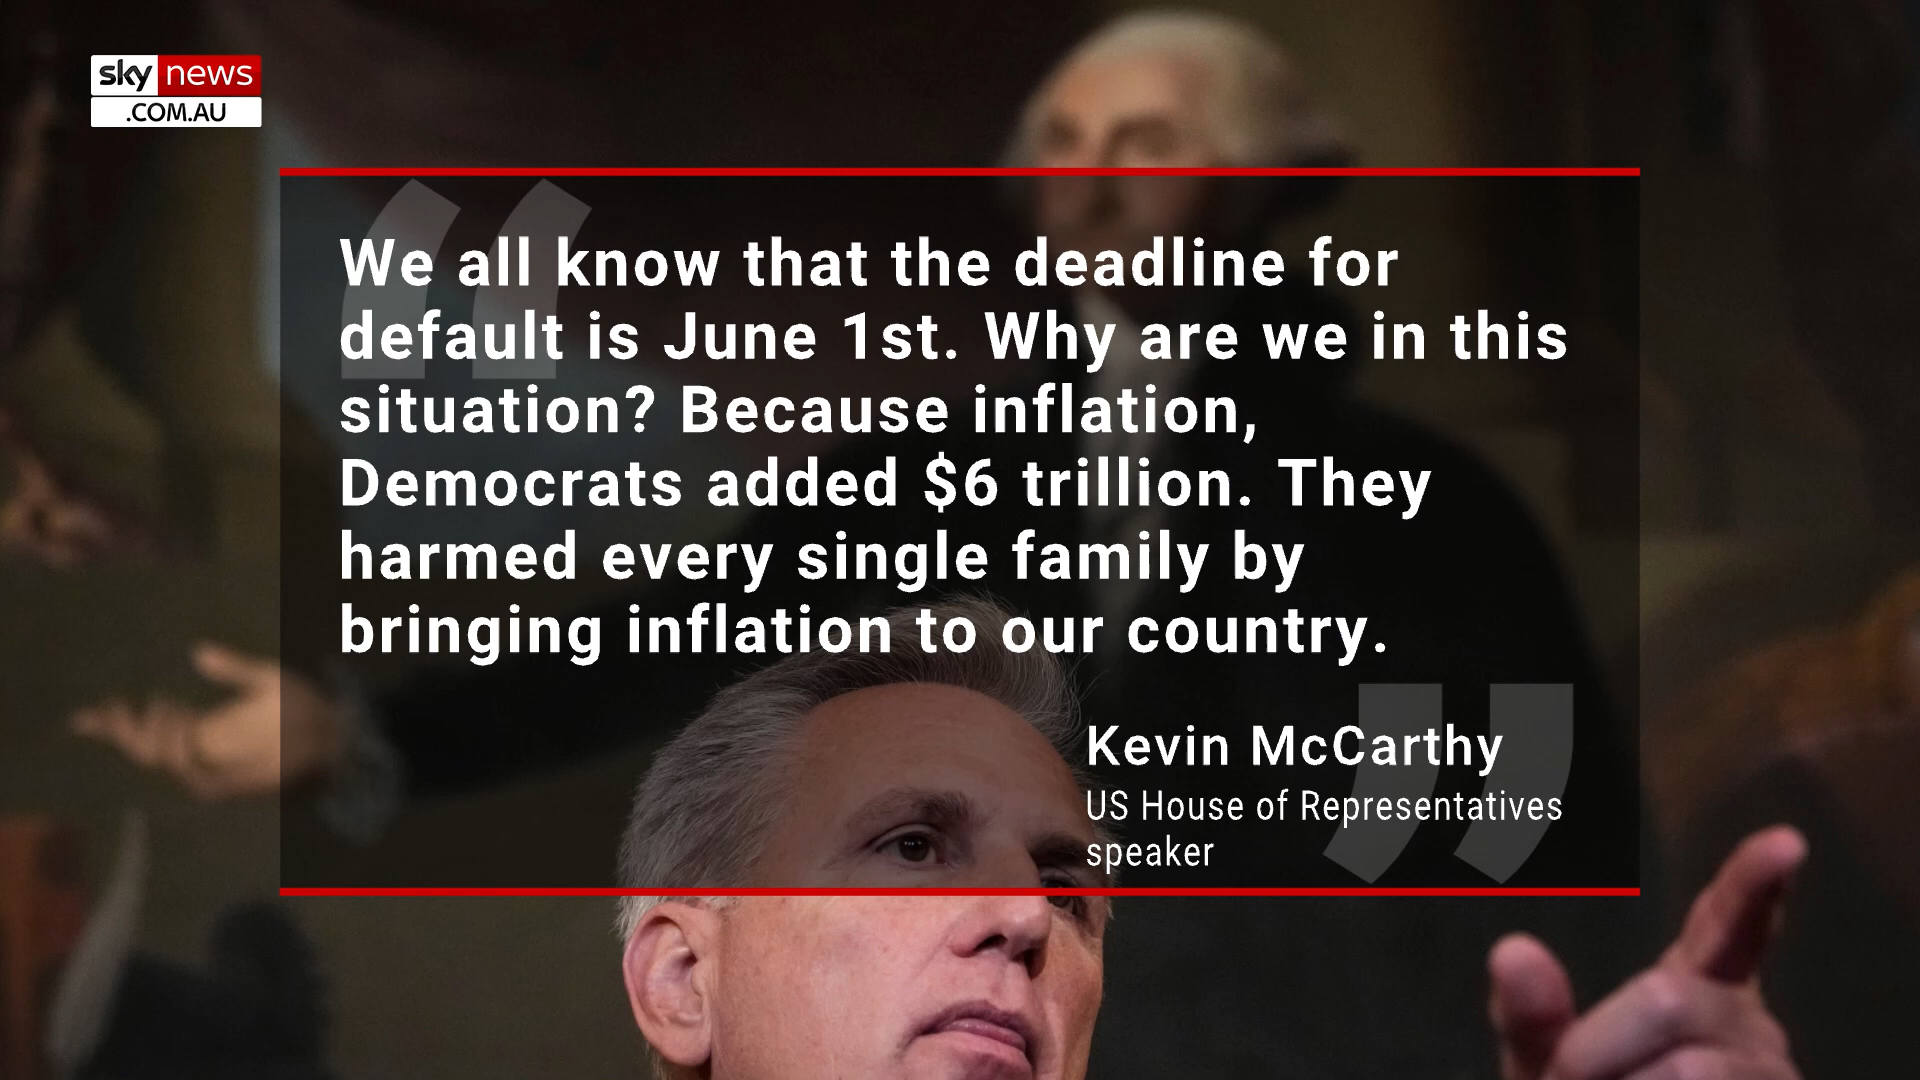 sky news
.COM.AU
We all know that the deadline for
default is June 1st. Why are we in this
situation? Because inflation,
Democrats added $6 trillion. They
harmed every single family by
bringing inflation to our country.
Kevin McCarthy
US House of Representatives
speaker